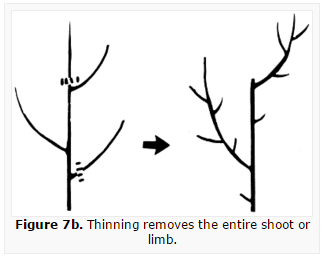 Figure 7b. Thinning removes the entire shoot or
limb.